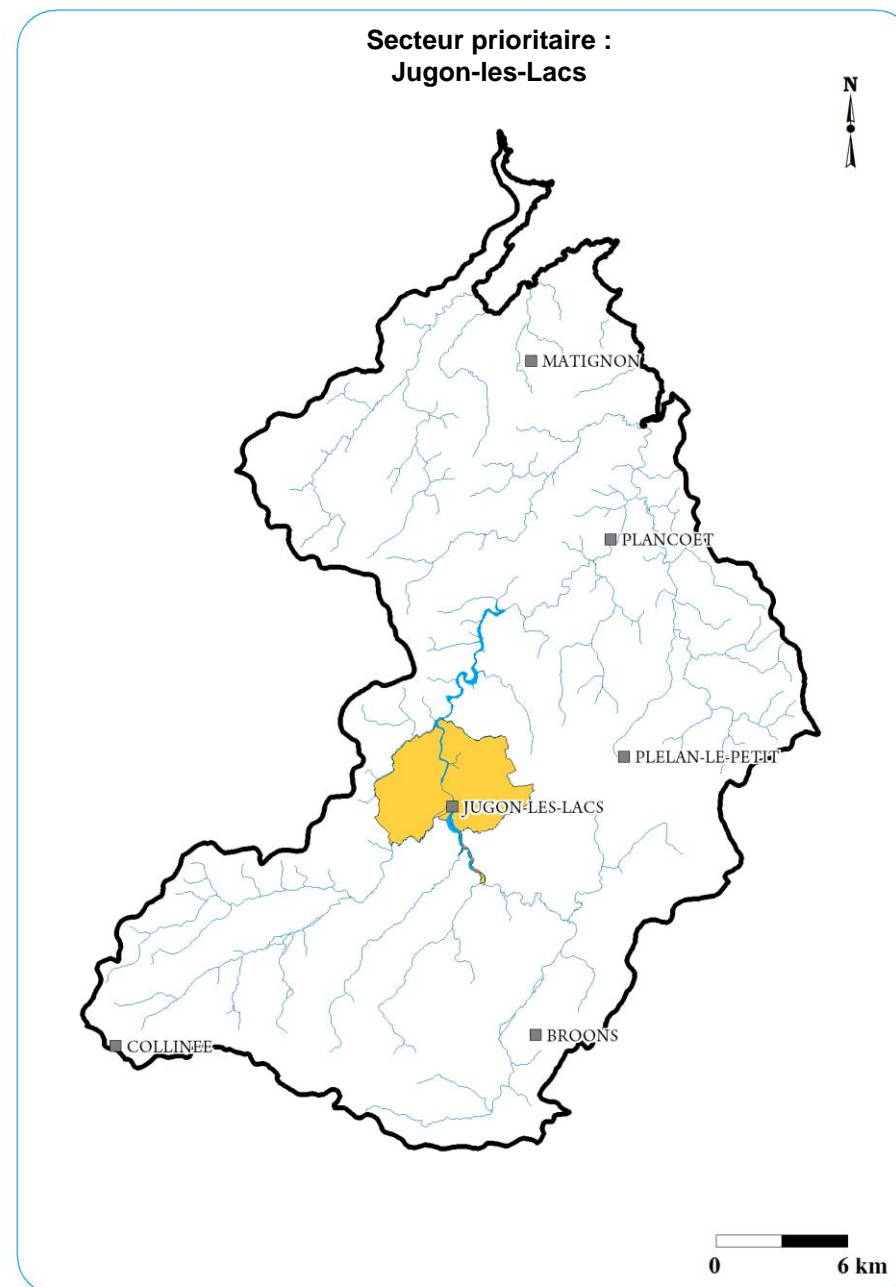 Secteur prioritaire :
Jugon-les-Lacs
N
MATIGNON
PLANCOET
PLELAN-LE-PETIT
JUGON-LES-LACS
BROONS
COLLINEE
0 6 km